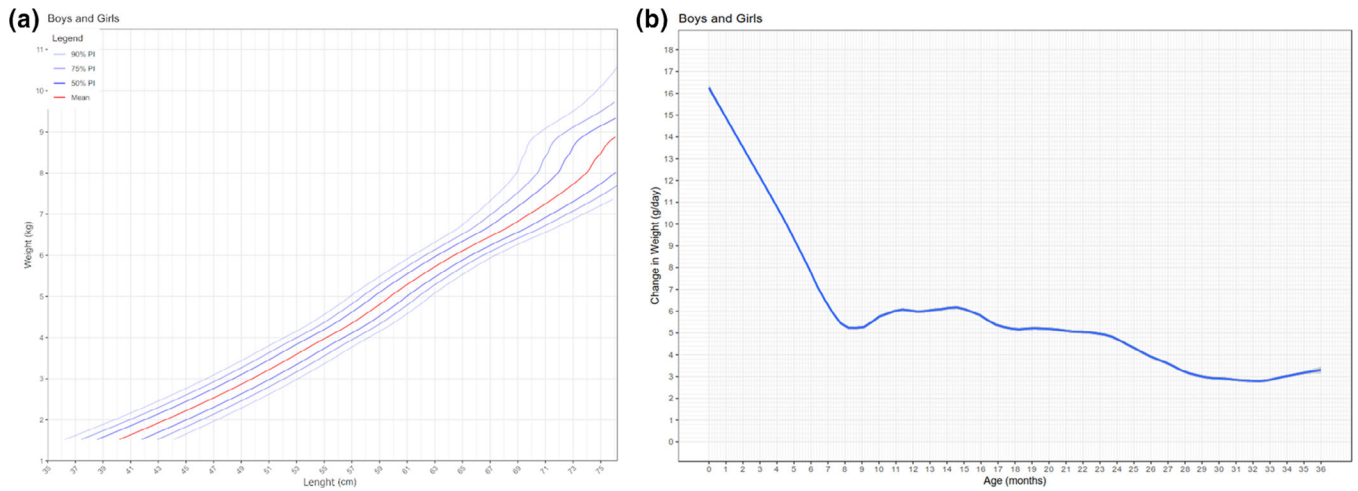 (a) Boys and Girls
Legend
90% PI
75% PI
50% PI
Mean
11
10
9
8
7
6
5
4
3
2
1
Weight (kg)
35 37 39 41 43 45 47 49 51 53 55 57 59 61 63 65 67 69 71 73 75
Lenght (cm)
(b) Boys and Girls
18
17
16
15
14
13
12
11
10
9
8
7
6
5
4
3
2
1
0
Change in Weight (g/day)
0 1 2 3 4 5 6 7 8 9 10 11 12 13 14 15 16 17 18 19 20 21 22 23 24 25 26 27 28 29 30 31 32 33 34 35 36
Age (months)